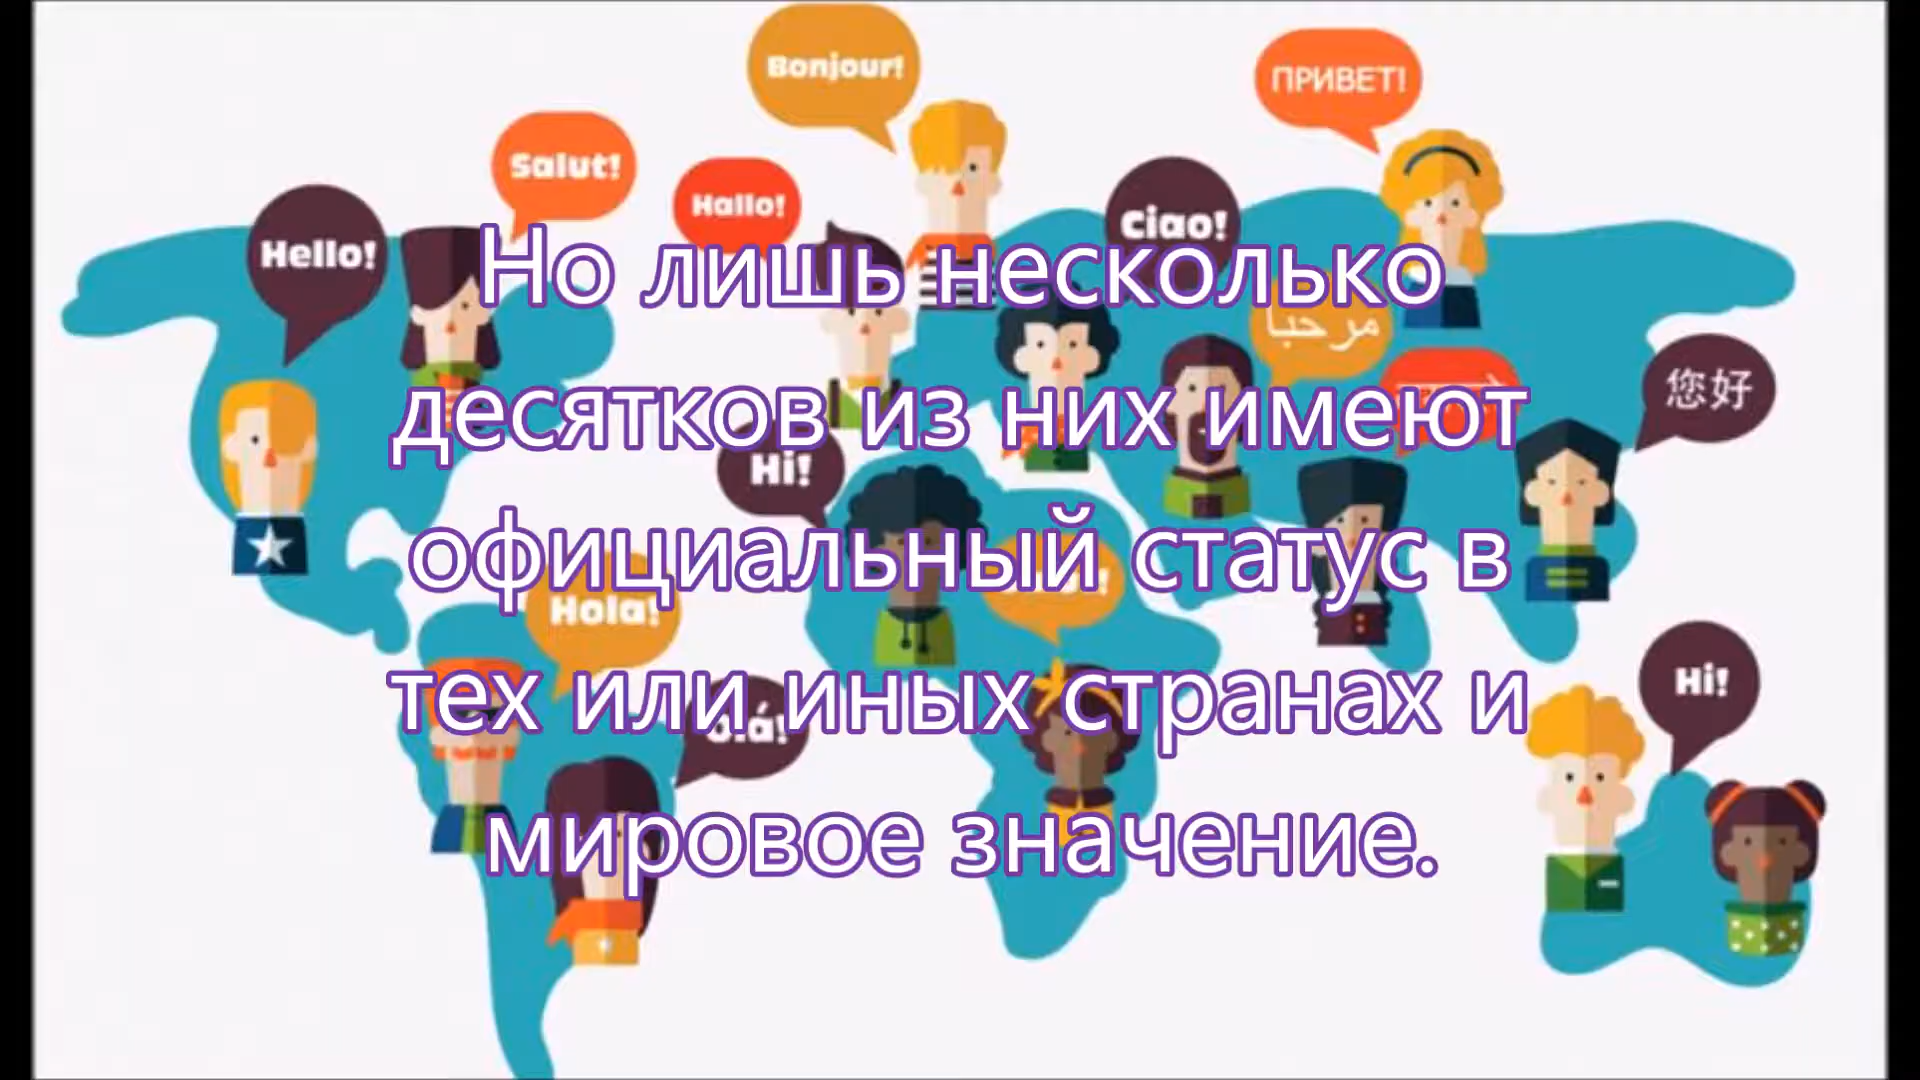 Bonjour!
ПРИВЕТ!
Salut!
Hallo!
Ciao!
Hello!
Но лишь несколько
مرحبا
您好
десятков из них имеют
Hi!
официальный статус в
Hola!
тех или иных странах и
Hi!
Olá!
мировое значение.